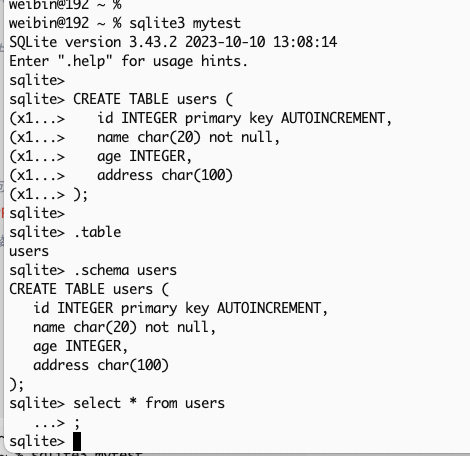 weibin@192 ~ %
weibin@192 ~ % sqlite3 mytest
SQLite version 3.43.2 2023-10-10 13:08:14
Enter ".help" for usage hints.
sqlite>
sqlite> CREATE TABLE users (
(x1...>    id INTEGER primary key AUTOINCREMENT,
(x1...>    name char(20) not null,
(x1...>    age INTEGER,
(x1...>    address char(100)
(x1...> );
sqlite>
sqlite> .table
users
sqlite> .schema users
CREATE TABLE users (
   id INTEGER primary key AUTOINCREMENT,
   name char(20) not null,
   age INTEGER,
   address char(100)
);
sqlite> select * from users
   ...> ;
sqlite>
% sqlite3 mytest